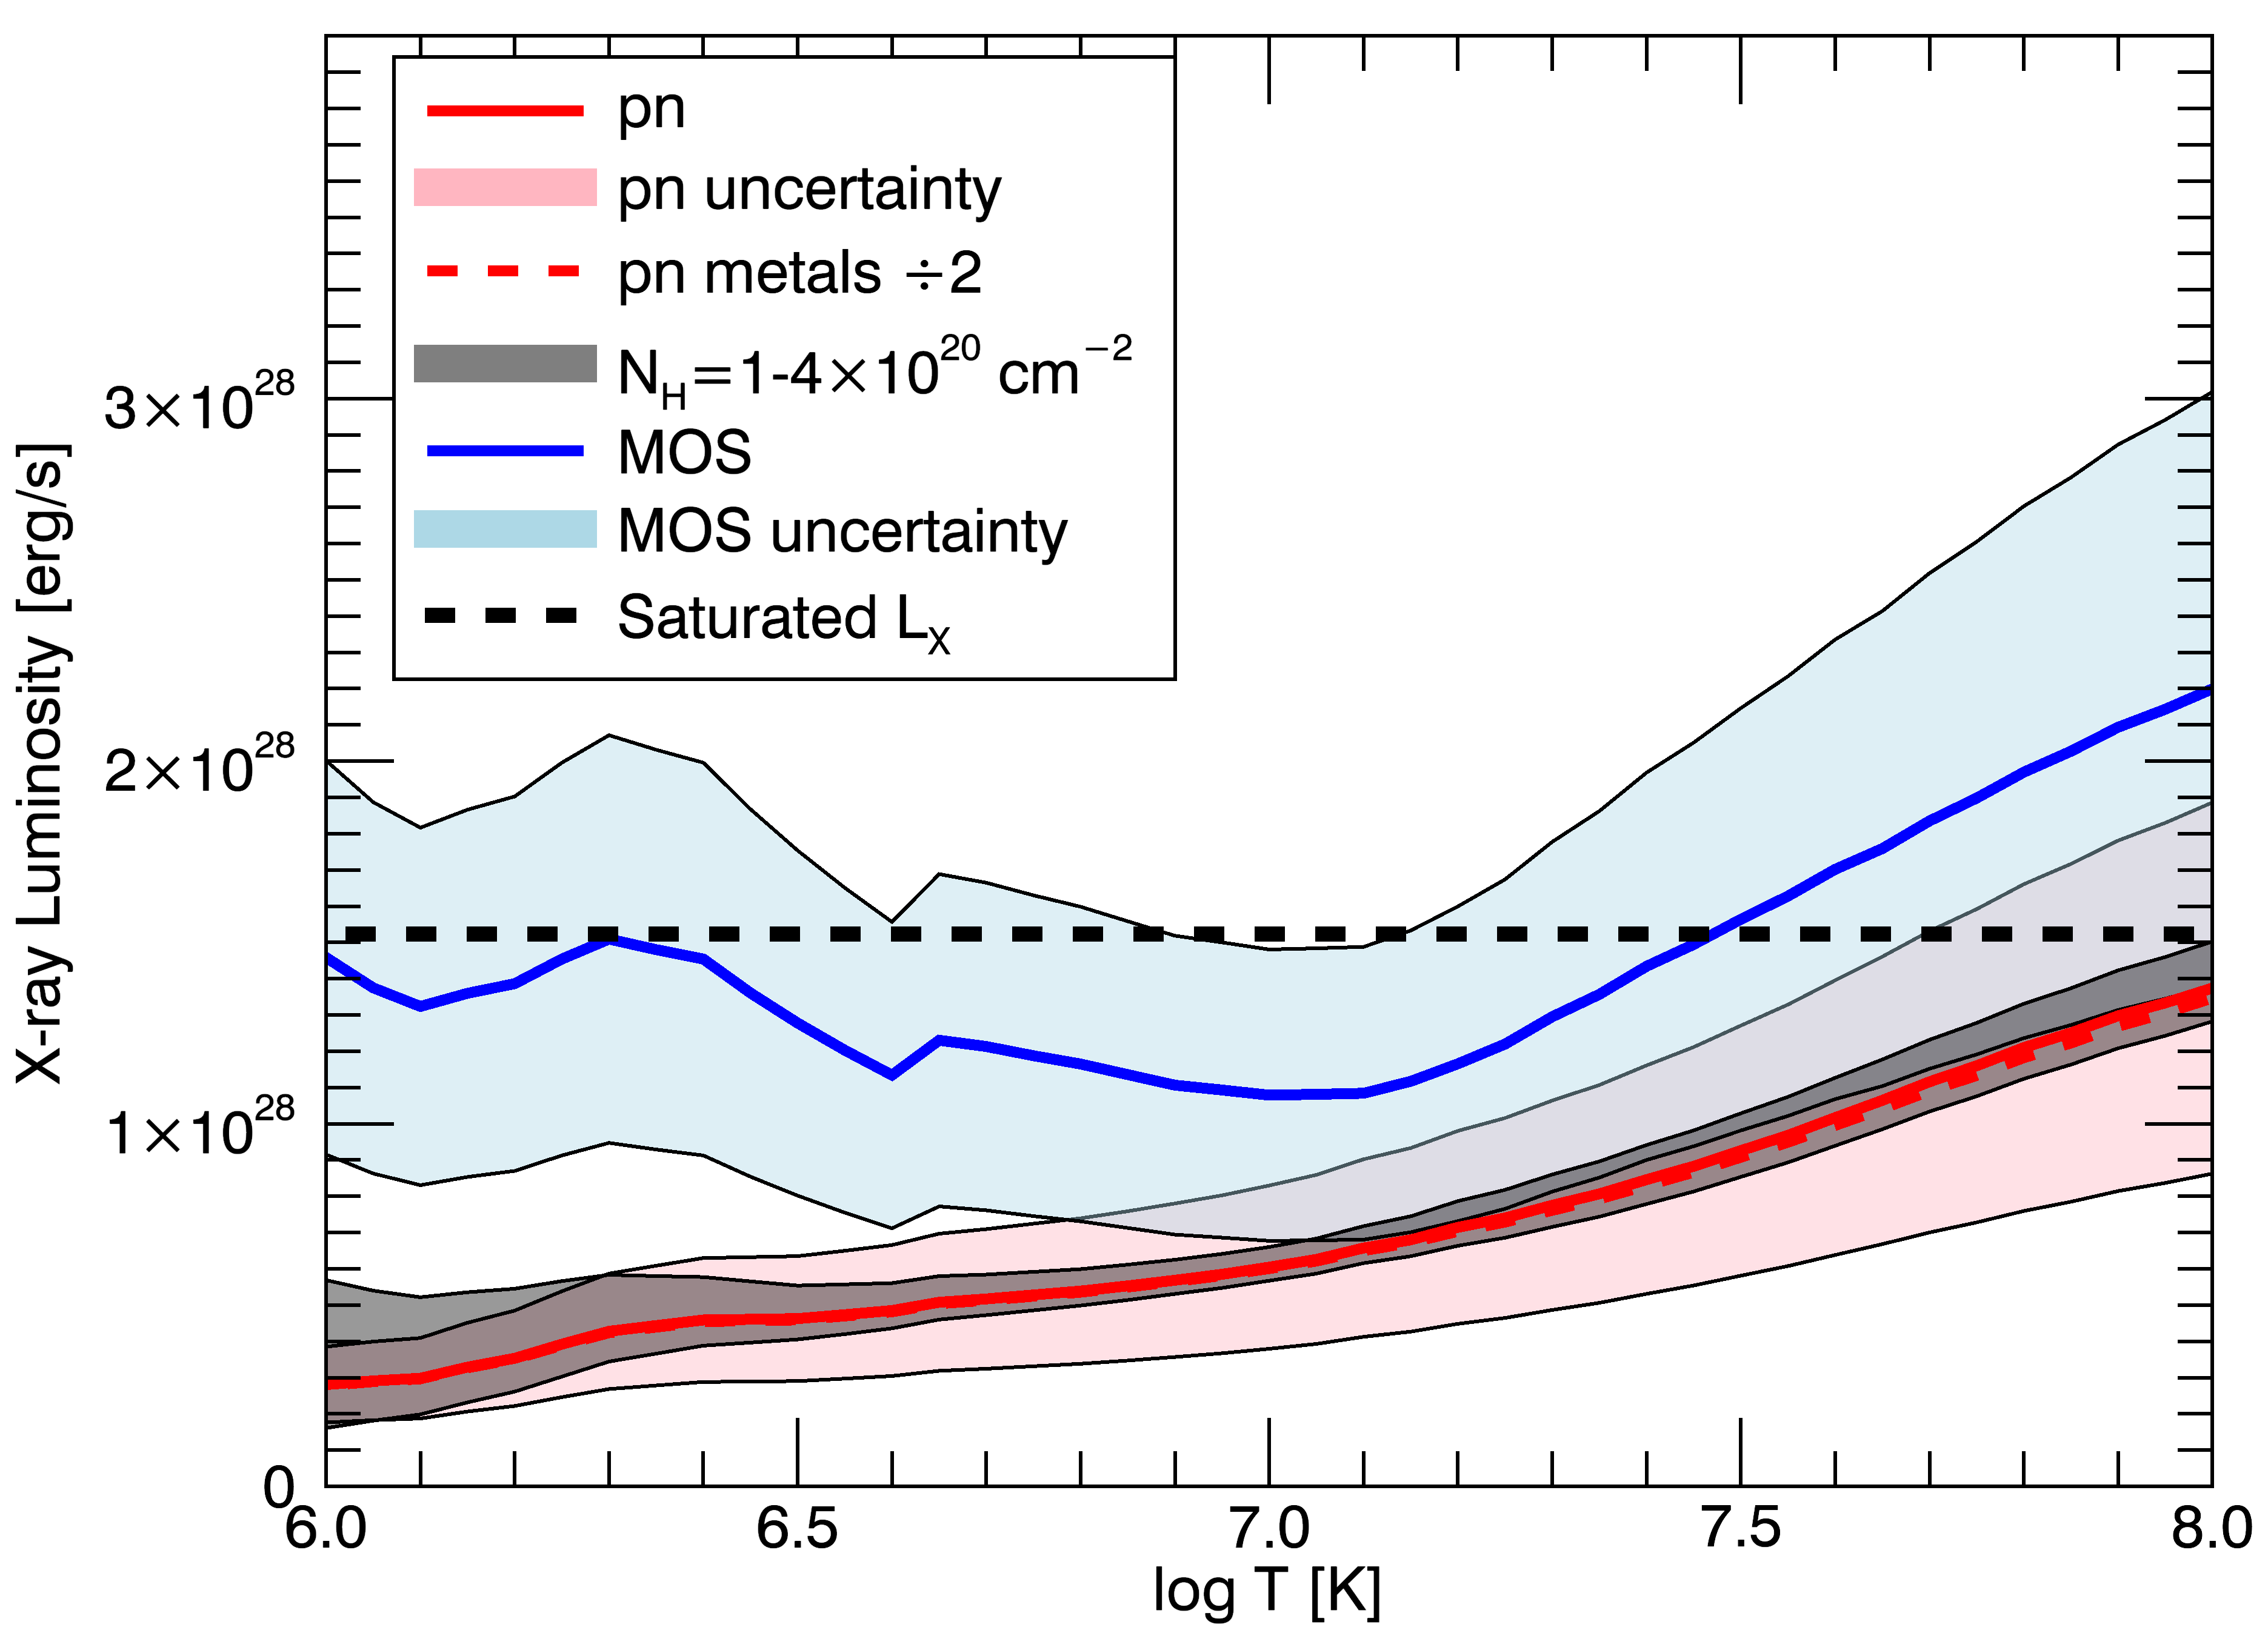 pn
pn uncertainty
pn metals ÷2
N_H=1-4×10^20 cm^−2
MOS
MOS uncertainty
Saturated L_X
X-ray Luminosity [erg/s]
3×10^28
2×10^28
1×10^28
0
6.0 6.5 7.0 7.5 8.0
log T [K]